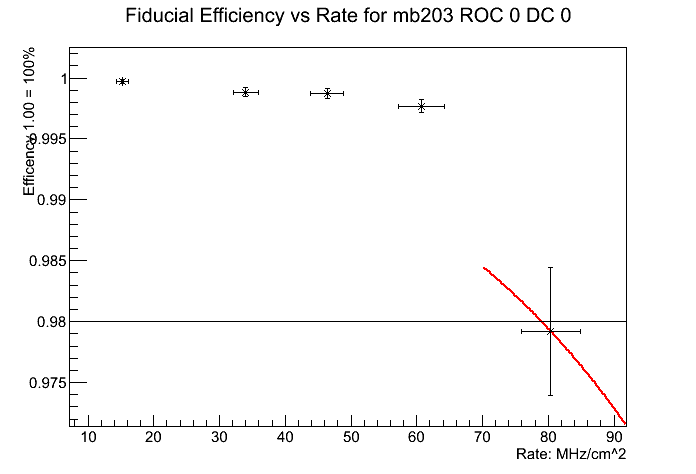 Fiducial Efficiency vs Rate for mb203 ROC 0 DC 0
Efficency 1.00 = 100%
1
0.995
0.99
0.985
0.98
0.975
10 20 30 40 50 60 70 80 90
Rate: MHz/cm^2